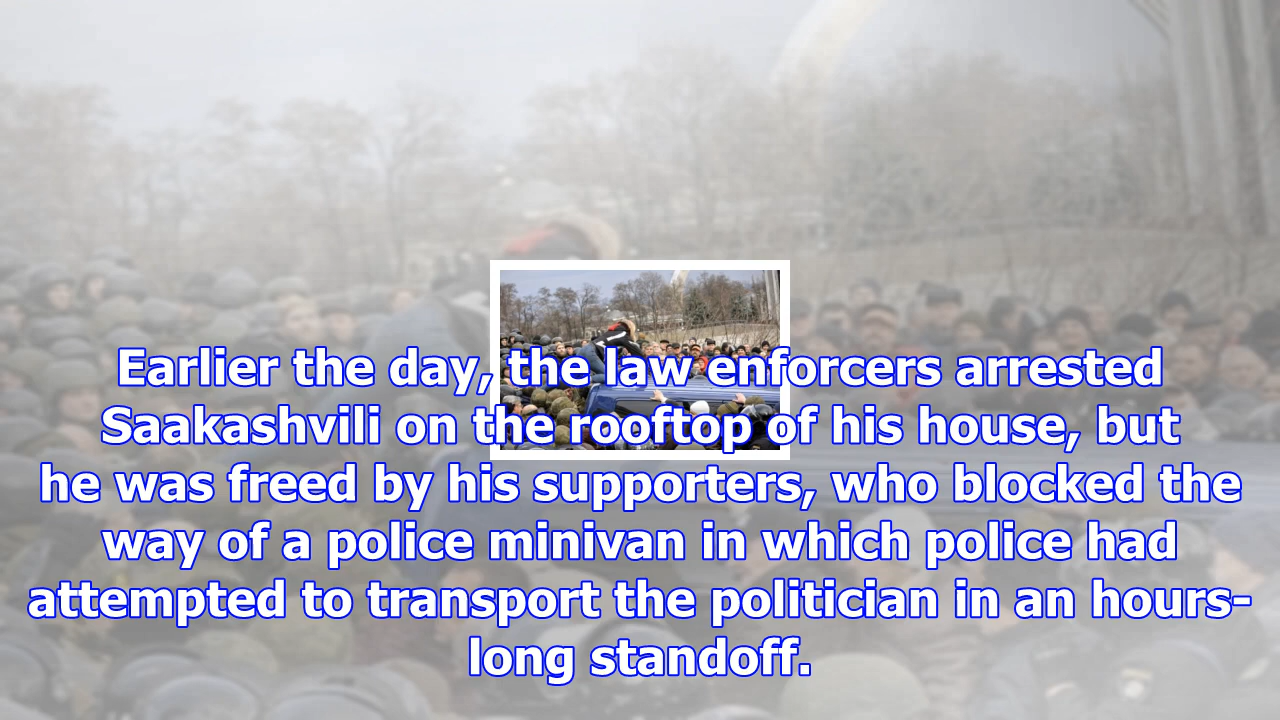 Earlier the day, the law enforcers arrested
Saakashvili on the rooftop of his house, but
he was freed by his supporters, who blocked the
way of a police minivan in which police had
attempted to transport the politician in an hours-
long standoff.